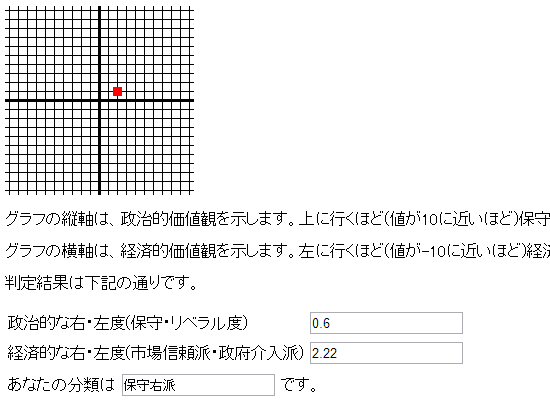 グラフの縦軸は、政治的価値観を示します。上に行くほど(値が10に近いほど)保守
グラフの横軸は、経済的価値観を示します。左に行くほど(値が-10に近いほど)経済
判定結果は下記の通りです。
政治的な右・左度(保守・リベラル度) 0.6
経済的な右・左度(市場信頼派・政府介入派) 2.22
あなたの分類は 保守右派 です。